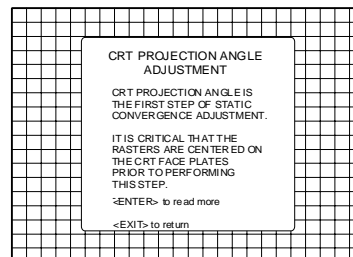 CRT PROJECTION ANGLE
ADJUSTMENT
CRT PROJECTION ANGLE IS
THE FIRST STEP OF STATIC
CONVERGENCE ADJUSTMENT.
IT IS CRITICAL THAT THE
RASTERS ARE CENTERED ON
THE CRT FACE PLATES
PRIOR TO PERFORMING
THIS STEP.
<ENTER> to read more
<EXIT> to return